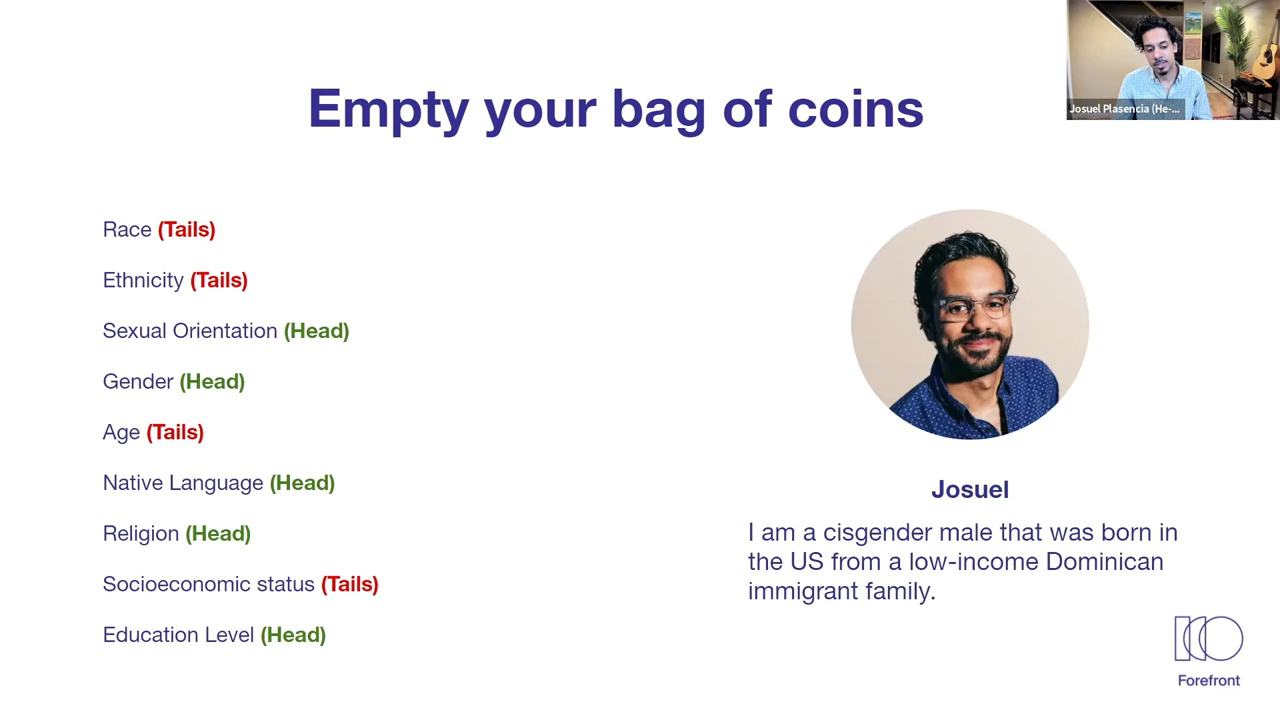 Empty your bag of coins
Josuel Plasencia (He-...
Race (Tails)
Ethnicity (Tails)
Sexual Orientation (Head)
Gender (Head)
Age (Tails)
Native Language (Head)
Religion (Head)
Socioeconomic status (Tails)
Education Level (Head)
Josuel
I am a cisgender male that was born in
the US from a low-income Dominican
immigrant family.
Forefront